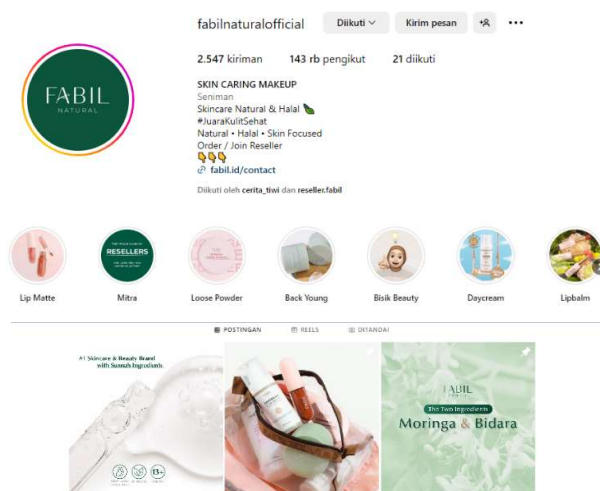 fabilnaturalofficial
Diikuti
Kirim pesan
2.547 kiriman 143 rb pengikut 21 diikuti
FABIL
NATURAL
SKIN CARING MAKEUP
Seniman
Skincare Natural & Halal
#JuaraKulitSehat
Natural • Halal • Skin Focused
Order / Join Reseller
fabil.id/contact
Diikuti oleh cerita_tiwi dan reseller.fabil
RESELLERS
Lip Matte
Mitra
Loose Powder
Back Young
Bisik Beauty
Daycream
Lipbalm
POSTINGAN
REELS
DITANDAI
#1 Skincare & Beauty Brand
with Sunnah Ingredients.
13+
FABIL
The Two Ingredients
Moringa & Bidara